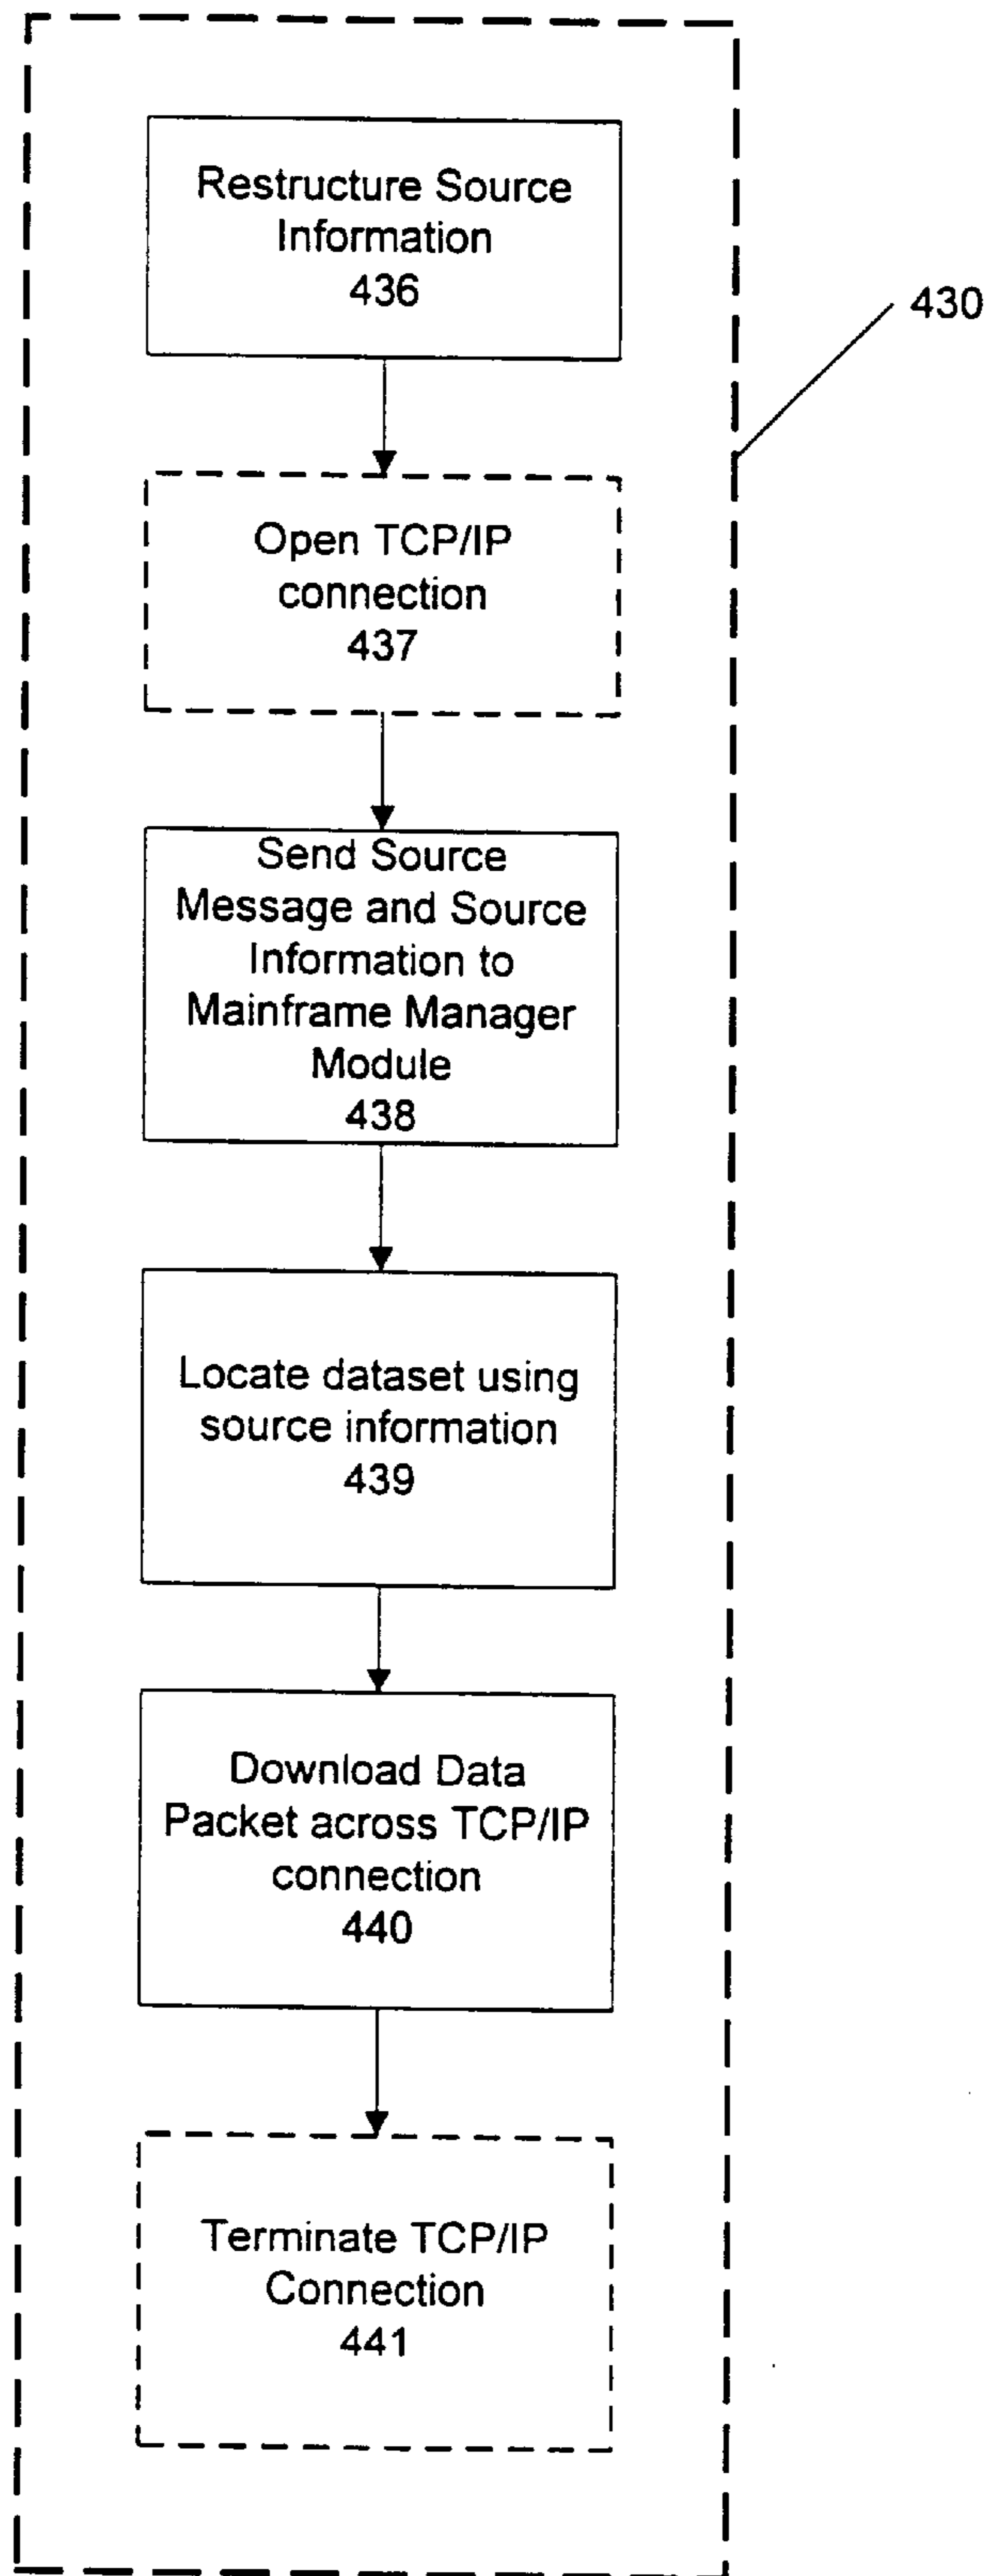 Restructure Source
Information
436
430
Open TCP/IP
connection
437
Send Source
Message and Source
Information to
Mainframe Manager
Module
438
Locate dataset using
source information
439
Download Data
Packet across TCP/IP
connection
440
Terminate TCP/IP
Connection
441